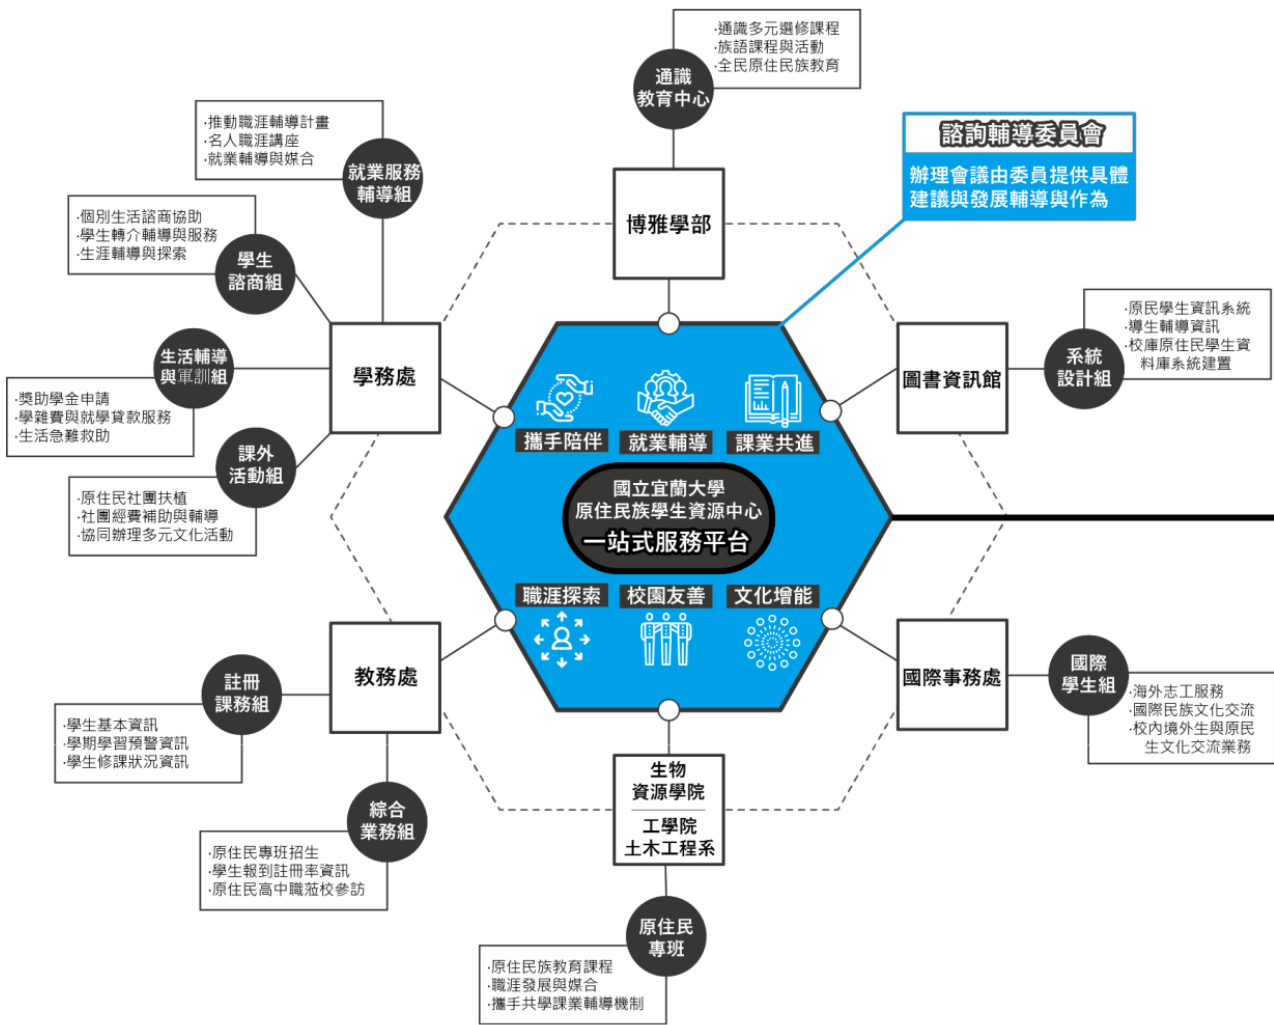 ·通識多元選修課程
·族語課程與活動
·全民原住民族教育
通識
教育中心
博雅學部
諮詢輔導委員會
辦理會議由委員提供具體
建議與發展輔導與作為
·推動職涯輔導計畫
·名人職涯講座
·就業輔導與媒合
就業服務
輔導組
·個別生活諮商協助
·學生轉介輔導與服務
·生涯輔導與探索
學生
諮商組
生活輔導
與軍訓組
·獎助學金申請
·學雜費與就學貸款服務
·生活急難救助
課外
活動組
·原住民社團扶植
·社團經費補助與輔導
·協同辦理多元文化活動
學務處
圖書資訊館
系統
設計組
·原民學生資訊系統
·導生輔導資訊
·校庫原住民學生資
料庫系統建置
攜手陪伴
就業輔導
課業共進
國立宜蘭大學
原住民族學生資源中心
一站式服務平台
職涯探索
校園友善
文化增能
教務處
註冊
課務組
·學生基本資訊
·學期學習預警資訊
·學生修課狀況資訊
綜合
業務組
·原住民專班招生
·學生報到註冊率資訊
·原住民高中職蒞校參訪
國際事務處
國際
學生組
·海外志工服務
·國際民族文化交流
·校內境外生與原民
生文化交流業務
生物
資源學院
工學院
土木工程系
原住民
專班
·原住民族教育課程
·職涯發展與媒合
·攜手共學課業輔導機制